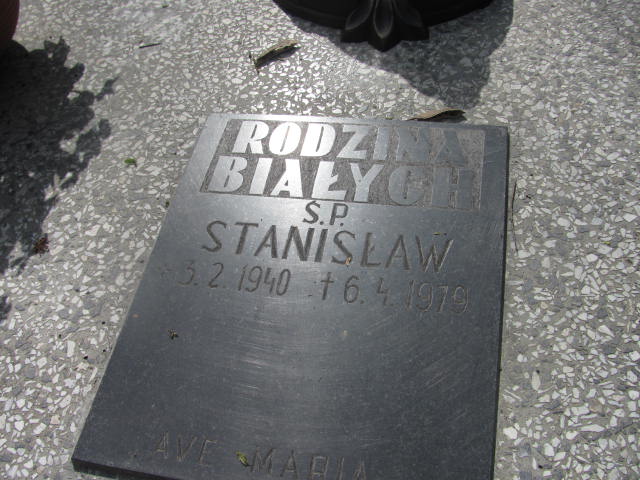 RODZINA
BIAŁYCH
Ś.P.
STANISŁAW
* 3.2.1940 † 6.4.1979
AVE MARIA